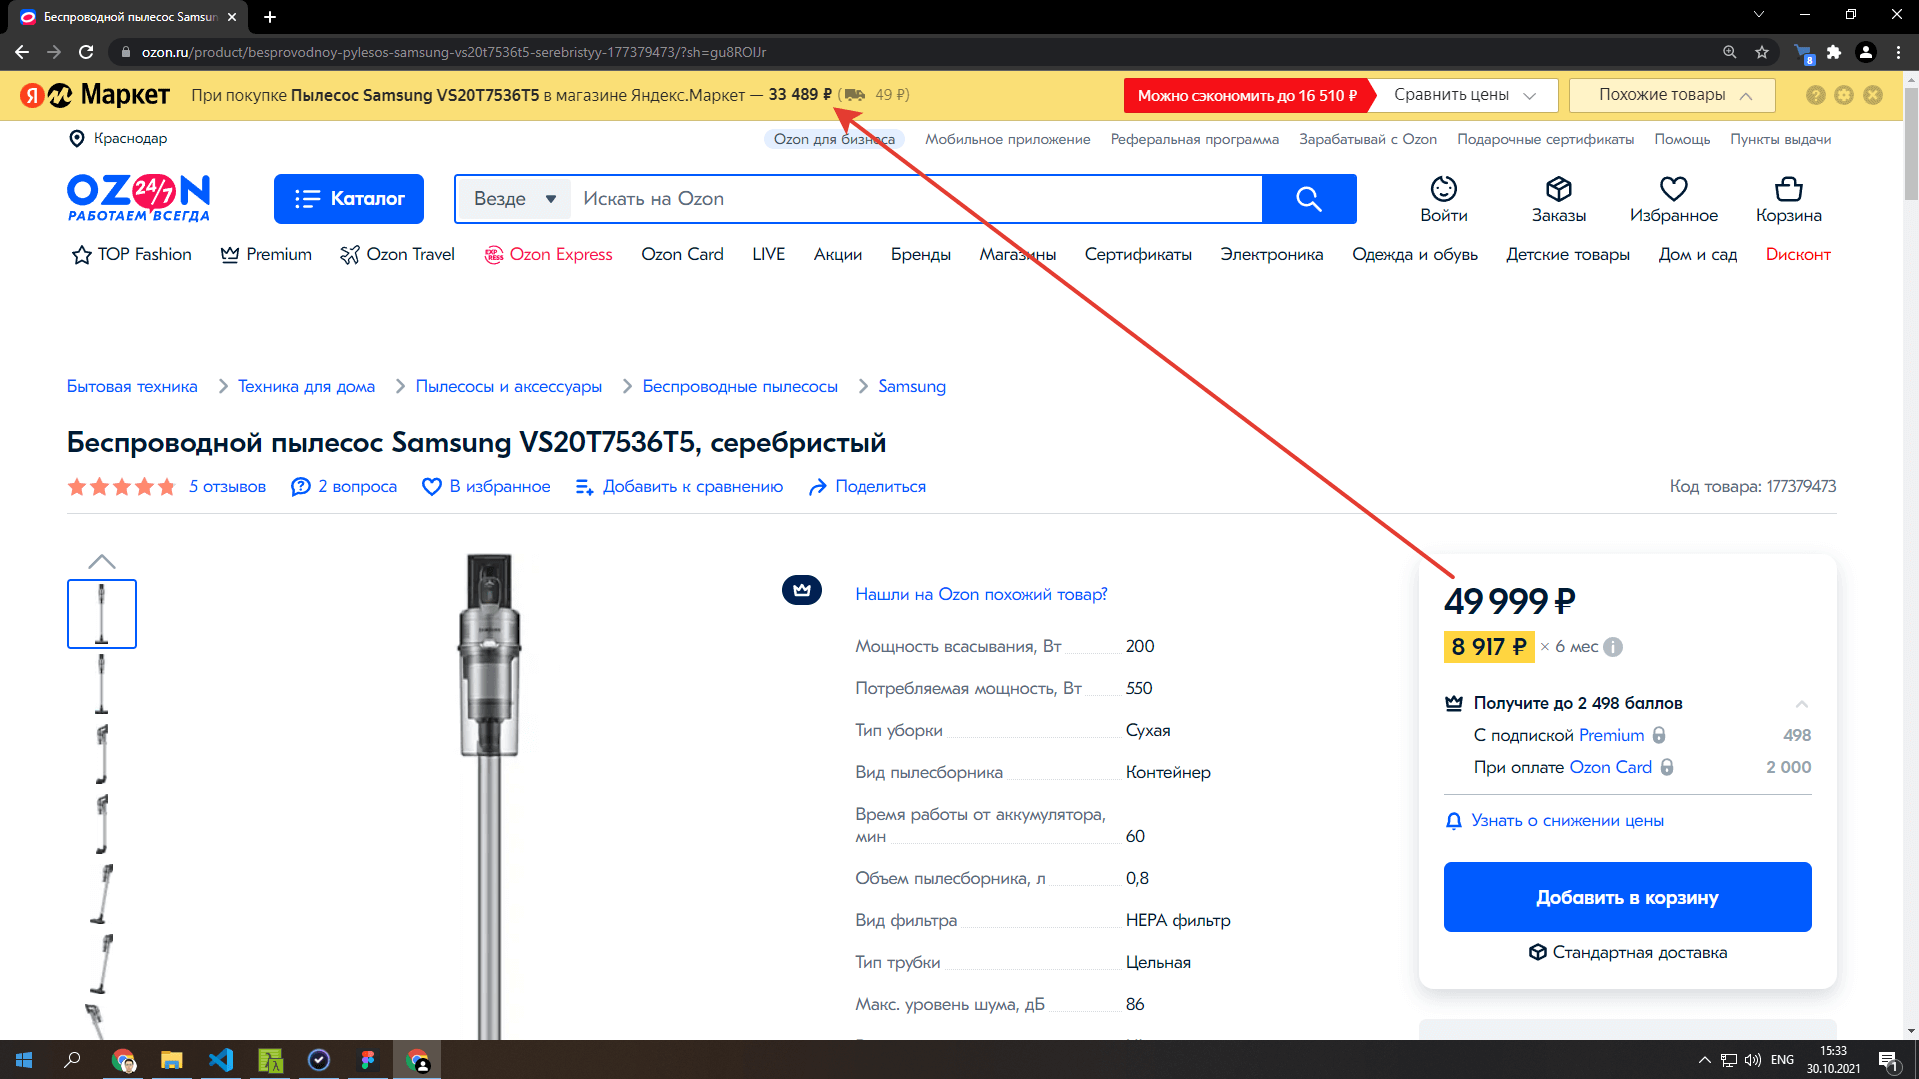 Беспроводной пылесос Samsun
ozon.ru/product/besprovodnoy-pylesos-samsung-vs20t7536t5-serebristyy-177379473/?sh=gu8ROlJr
8
Я М Маркет При покупке Пылесос Samsung VS20T7536T5 в магазине Яндекс.Маркет — 33 489 ₽ ( 49 ₽) Можно сэкономить до 16 510 ₽ Сравнить цены Похожие товары ?
Краснодар Ozon для бизнеса Мобильное приложение Реферальная программа Зарабатывай с Ozon Подарочные сертификаты Помощь Пункты выдачи
OZON 24/7
РАБОТАЕМ ВСЕГДА
Каталог Везде Искать на Ozon
Войти Заказы Избранное Корзина
TOP Fashion Premium Ozon Travel EXPRESS Ozon Express Ozon Card LIVE Акции Бренды Магазины Сертификаты Электроника Одежда и обувь Детские товары Дом и сад Dисконт
Бытовая техника Техника для дома Пылесосы и аксессуары Беспроводные пылесосы Samsung
Беспроводной пылесос Samsung VS20T7536T5, серебристый
5 отзывов 2 вопроса В избранное Добавить к сравнению Поделиться Код товара: 177379473
Нашли на Ozon похожий товар?
Мощность всасывания, Вт 200
Потребляемая мощность, Вт 550
Тип уборки Сухая
Вид пылесборника Контейнер
Время работы от аккумулятора,
мин 60
Объем пылесборника, л 0,8
Вид фильтра HEPA фильтр
Тип трубки Цельная
Макс. уровень шума, дБ 86
49 999 ₽
8 917 ₽ × 6 мес i
Получите до 2 498 баллов
С подпиской Premium 498
При оплате Ozon Card 2 000
Узнать о снижении цены
Добавить в корзину
Стандартная доставка
ENG 15:33
30.10.2021
1